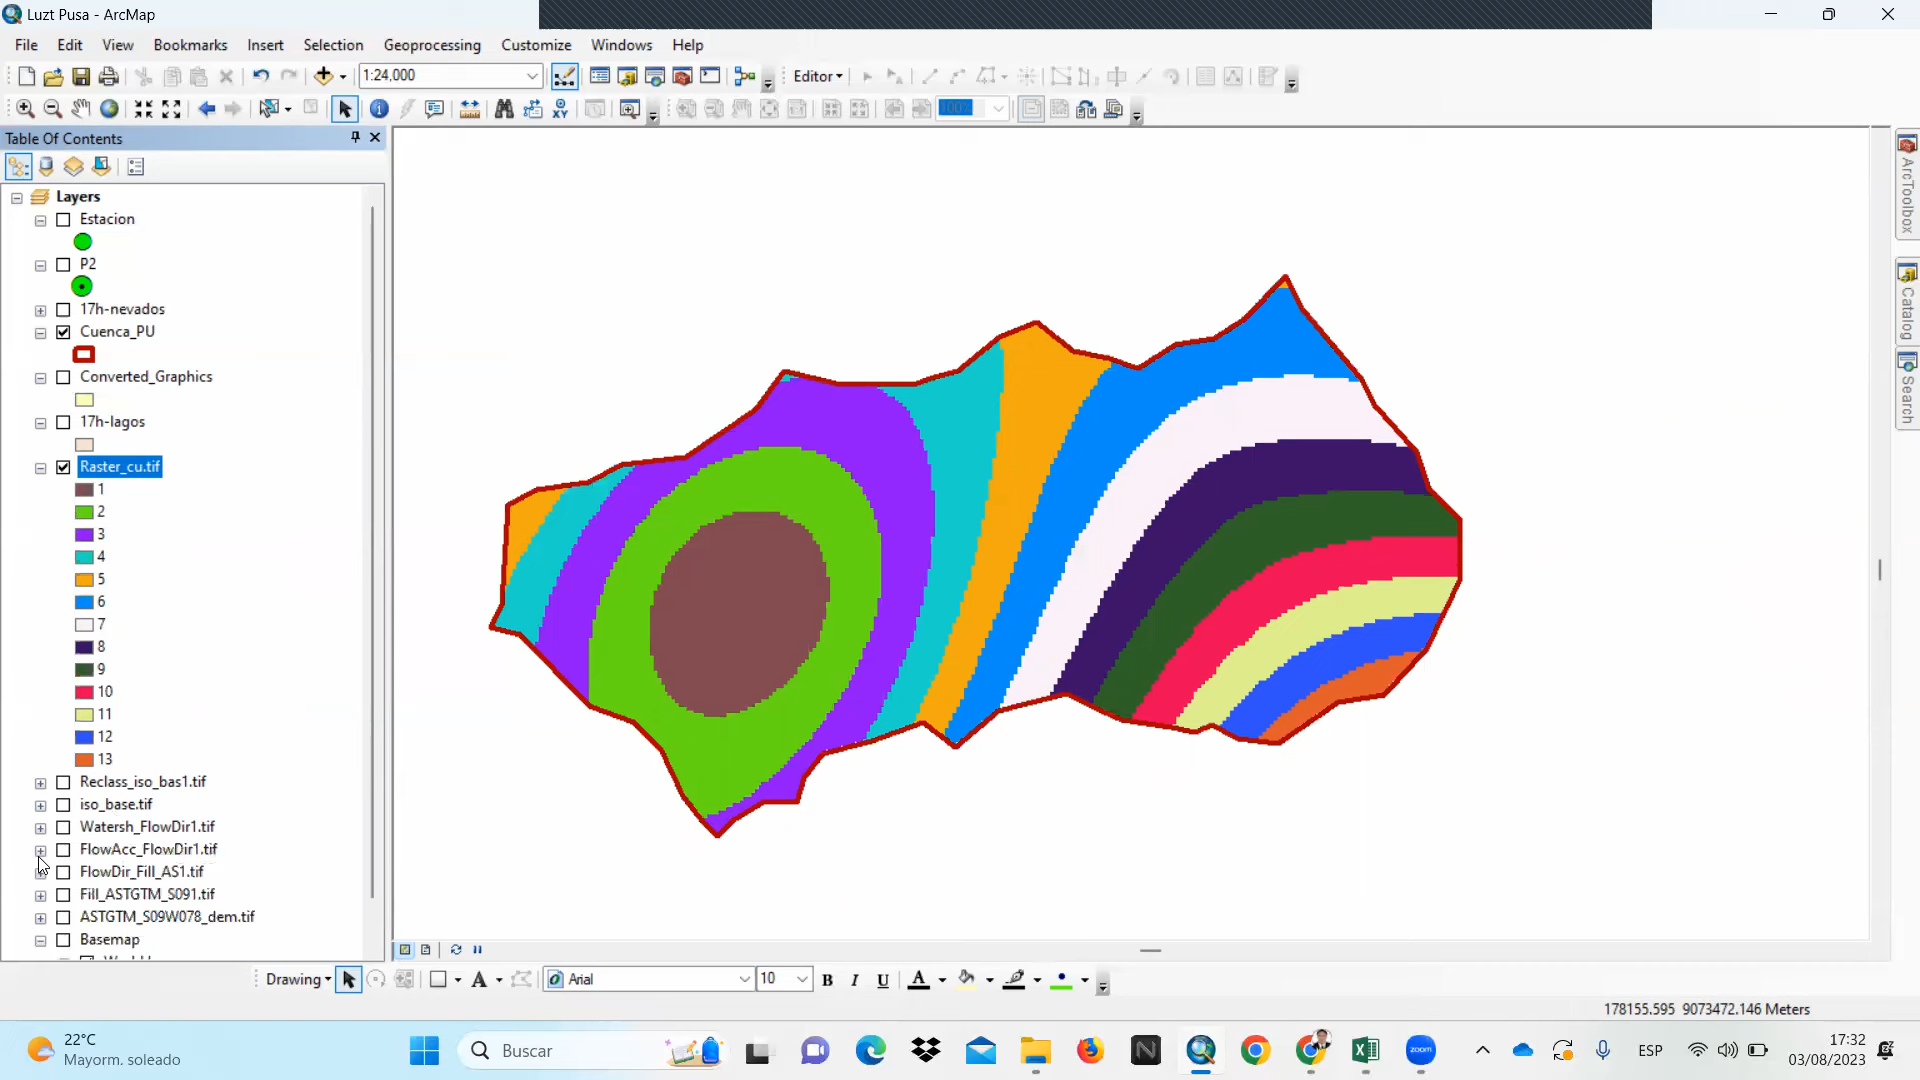 Luzt Pusa - ArcMap
File Edit View Bookmarks Insert Selection Geoprocessing Customize Windows Help
1:24,000
Editor
100%
Table Of Contents
Layers
Estacion
P2
17h-nevados
Cuenca_PU
Converted_Graphics
17h-lagos
Raster_cu.tif
1
2
3
4
5
6
7
8
9
10
11
12
13
Reclass_iso_bas1.tif
iso_base.tif
Watersh_FlowDir1.tif
FlowAcc_FlowDir1.tif
FlowDir_Fill_AS1.tif
Fill_ASTGTM_S091.tif
ASTGTM_S09W078_dem.tif
Basemap
ArcToolbox
Catalog
Search
Drawing
A
Arial
10
B I U A
178155.595 9073472.146 Meters
22°C
Mayorm. soleado
Buscar
zoom
ESP
17:32
03/08/2023